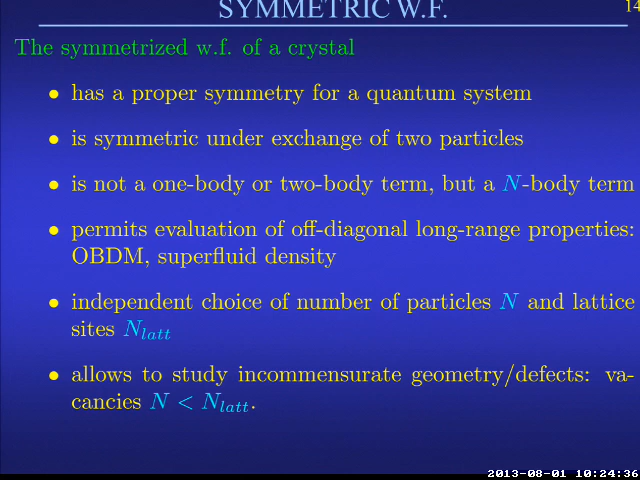 SYMMETRIC W.F.
14
The symmetrized w.f. of a crystal
• has a proper symmetry for a quantum system
• is symmetric under exchange of two particles
• is not a one-body or two-body term, but a N-body term
• permits evaluation of off-diagonal long-range properties:
OBDM, superfluid density
• independent choice of number of particles N and lattice
sites N_latt
• allows to study incommensurate geometry/defects: va-
cancies N < N_latt.
2013-08-01 10:24:36